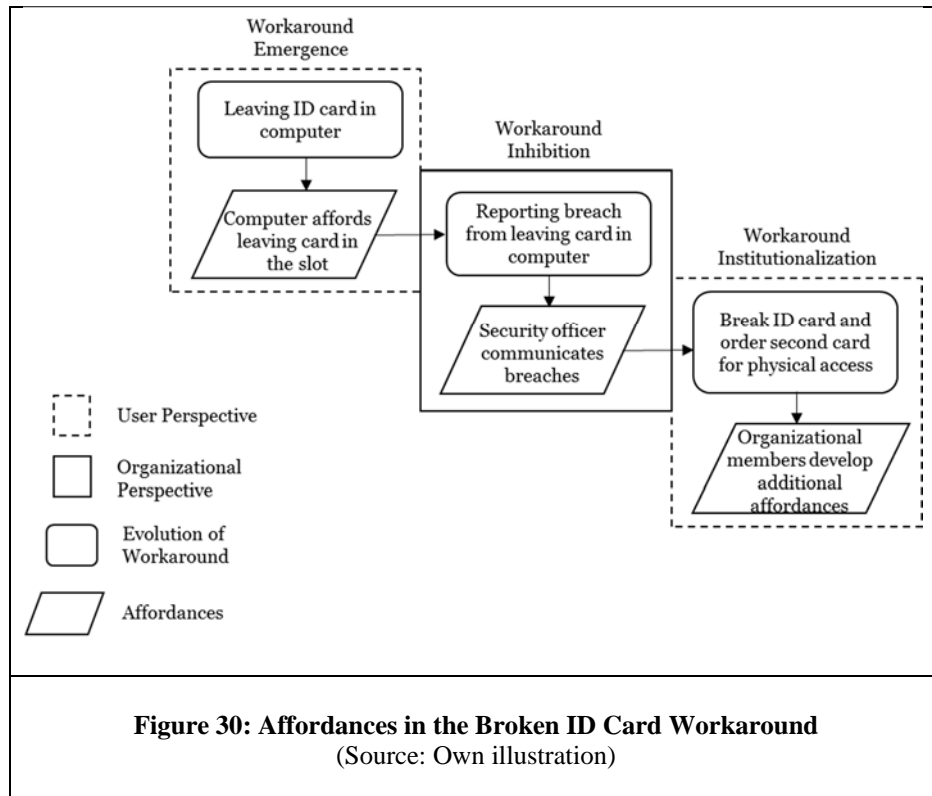 Workaround
Emergence
Leaving ID card in
computer
Computer affords
leaving card in
the slot
Workaround
Inhibition
Reporting breach
from leaving card in
computer
Security officer
communicates
breaches
Workaround
Institutionalization
Break ID card and
order second card
for physical access
Organizational
members develop
additional
affordances
User Perspective
Organizational
Perspective
Evolution of
Workaround
Affordances
Figure 30: Affordances in the Broken ID Card Workaround
(Source: Own illustration)